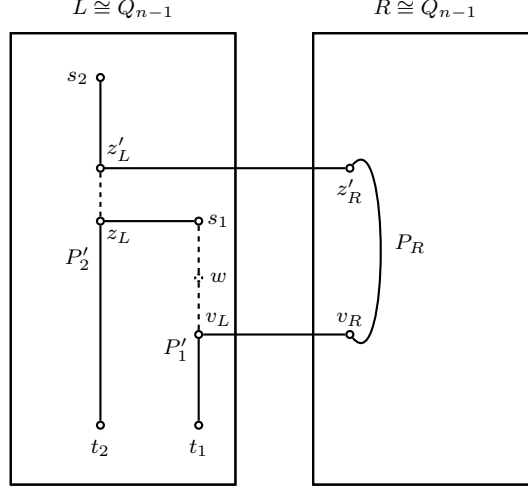 L ≅ Q_{n−1} R ≅ Q_{n−1}
s_2
z'_L
z'_R
z_L s_1
P'_2 P_R
w
v_L v_R
P'_1
t_2 t_1